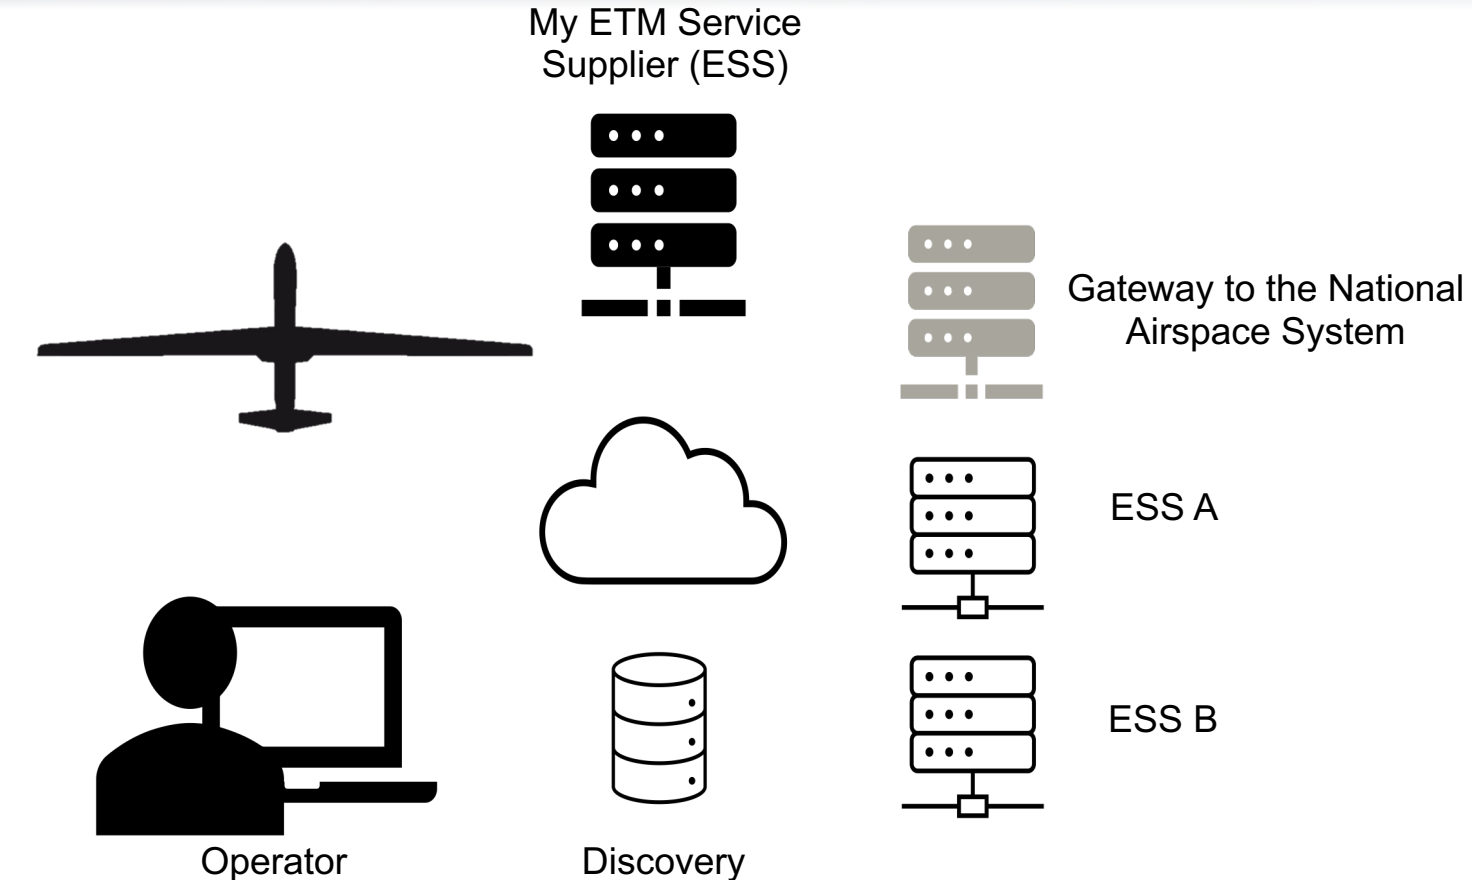 My ETM Service
Supplier (ESS)
Gateway to the National
Airspace System
ESS A
ESS B
Operator
Discovery